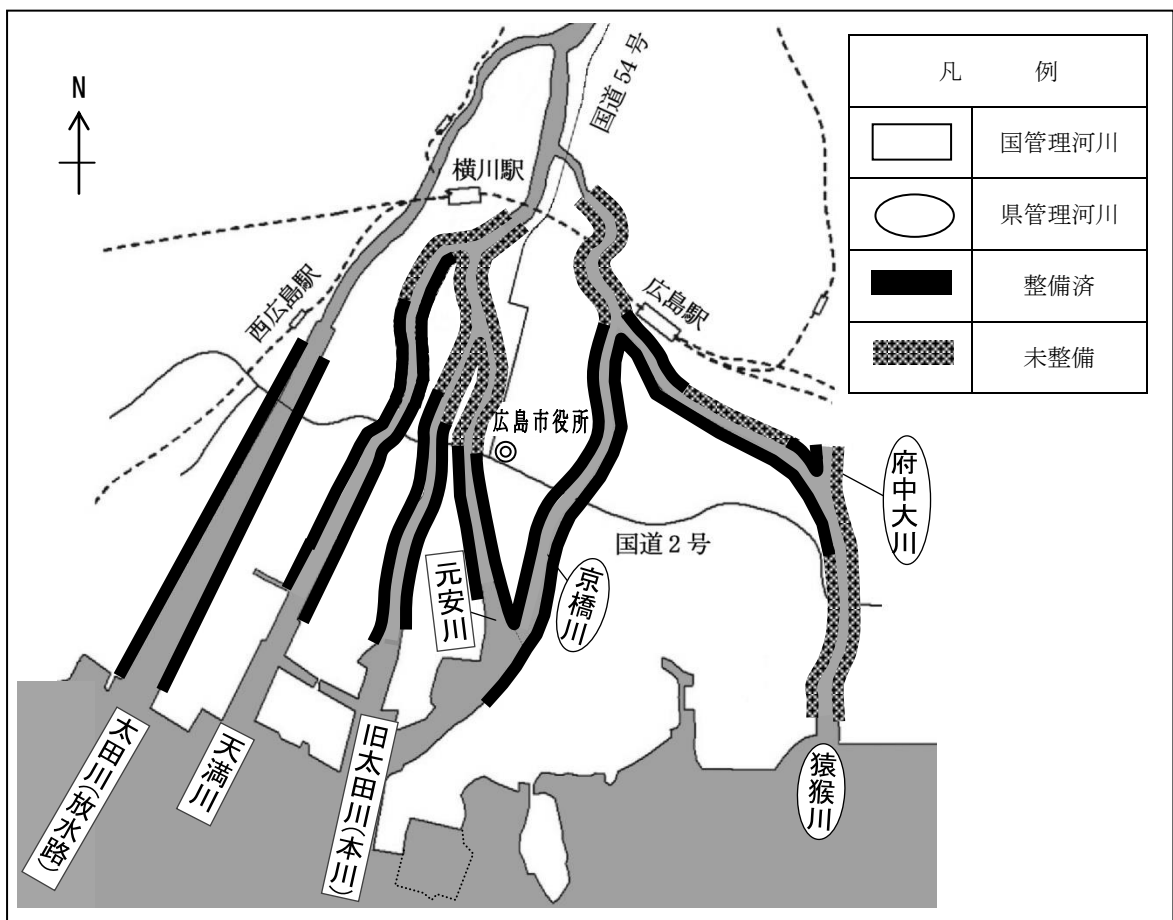 N
国道54号
横川駅
西広島駅
広島駅
広島市役所
国道2号
府中大川
元安川
京橋川
太田川(放水路)
天満川
旧太田川(本川)
猿猴川
凡 例
国管理河川
県管理河川
整備済
未整備